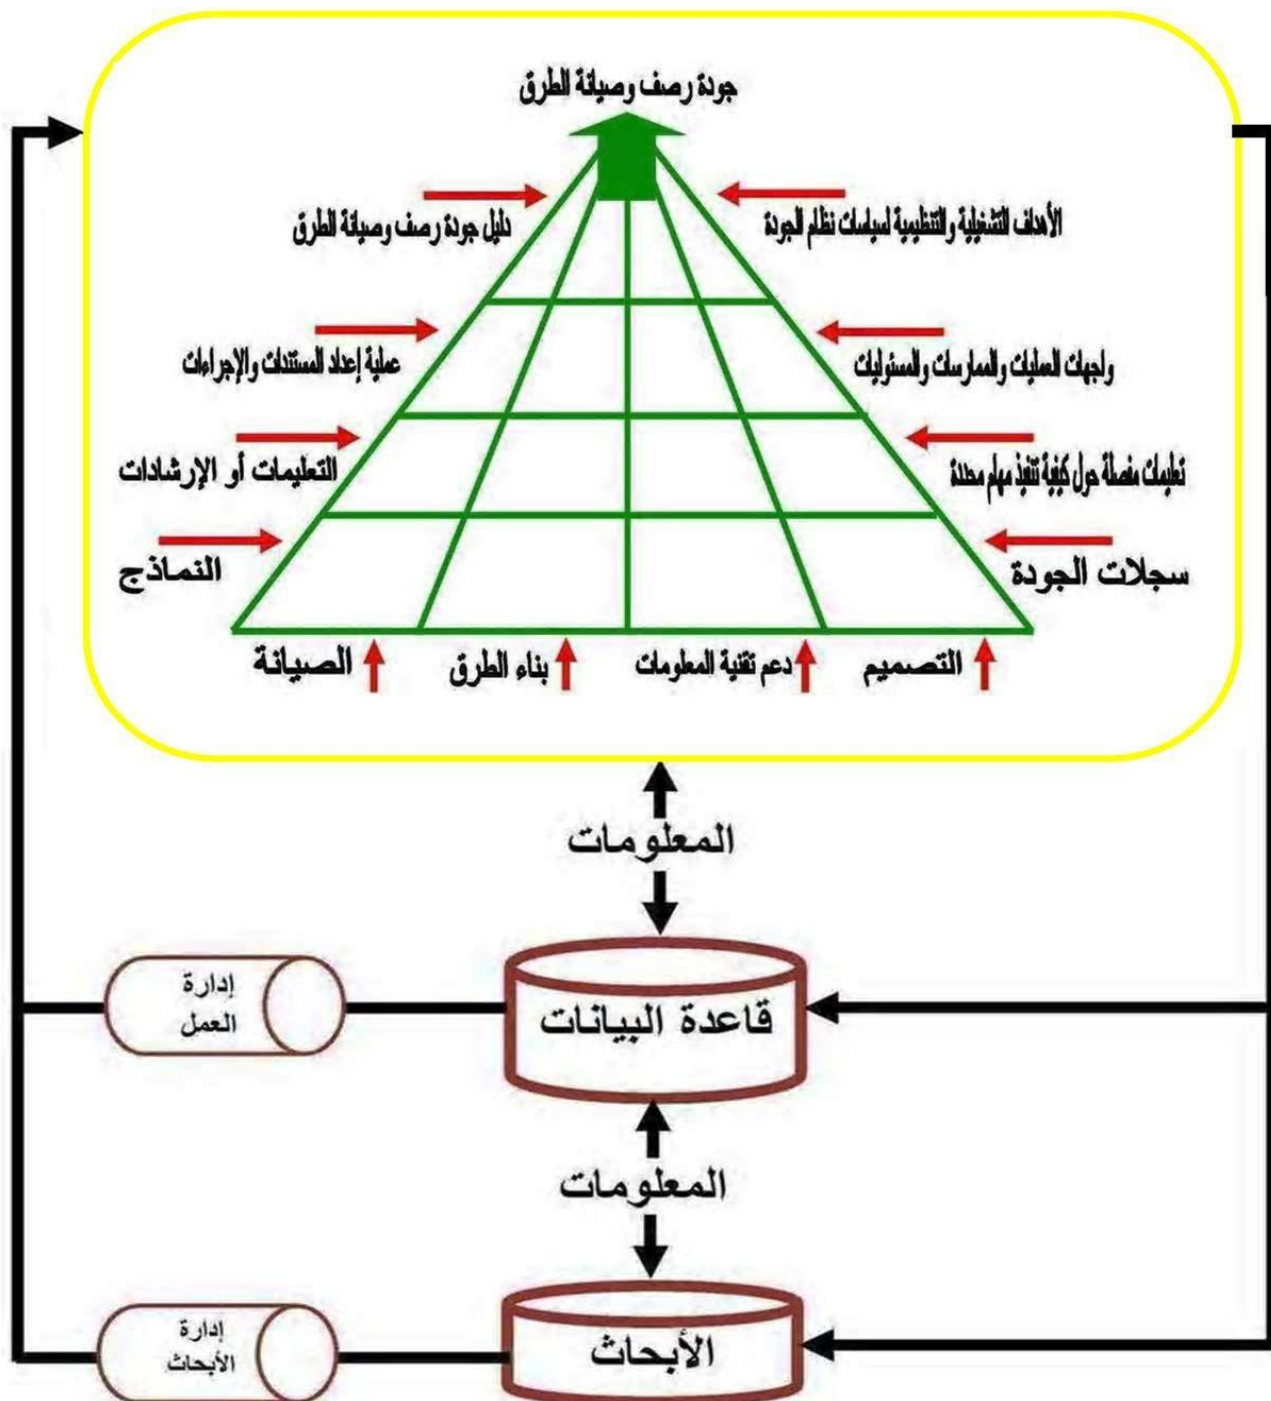 جودة رصف وصيانة الطرق
الأهداف التشغيلية والتنظيمية لسياسات نظام الجودة
دليل جودة رصف وصيانة الطرق
واجهات العمليات والممارسات والمسئوليات
عملية إعداد المستندات والإجراءات
تعليمات مفصلة حول كيفية تنفيذ مهام محددة
التعليمات أو الإرشادات
سجلات الجودة
النماذج
التصميم
دعم تقنية المعلومات
بناء الطرق
الصيانة
المعلومات
قاعدة البيانات
إدارة
العمل
المعلومات
الأبحاث
إدارة
الأبحاث